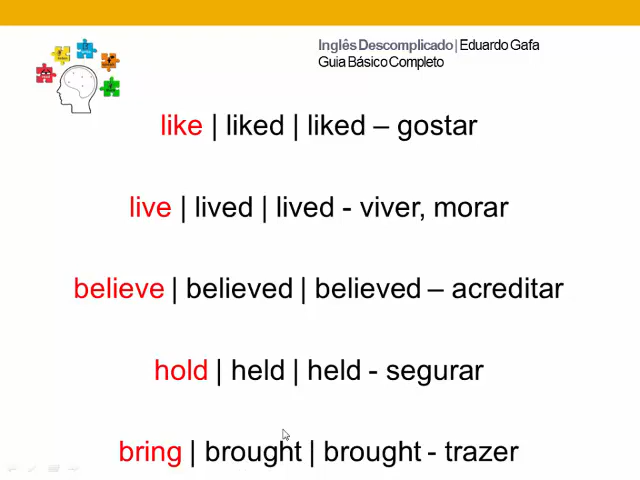 Inglês Descomplicado | Eduardo Gafa
Guia Básico Completo
like | liked | liked – gostar
live | lived | lived - viver, morar
believe | believed | believed – acreditar
hold | held | held - segurar
bring | brought | brought - trazer